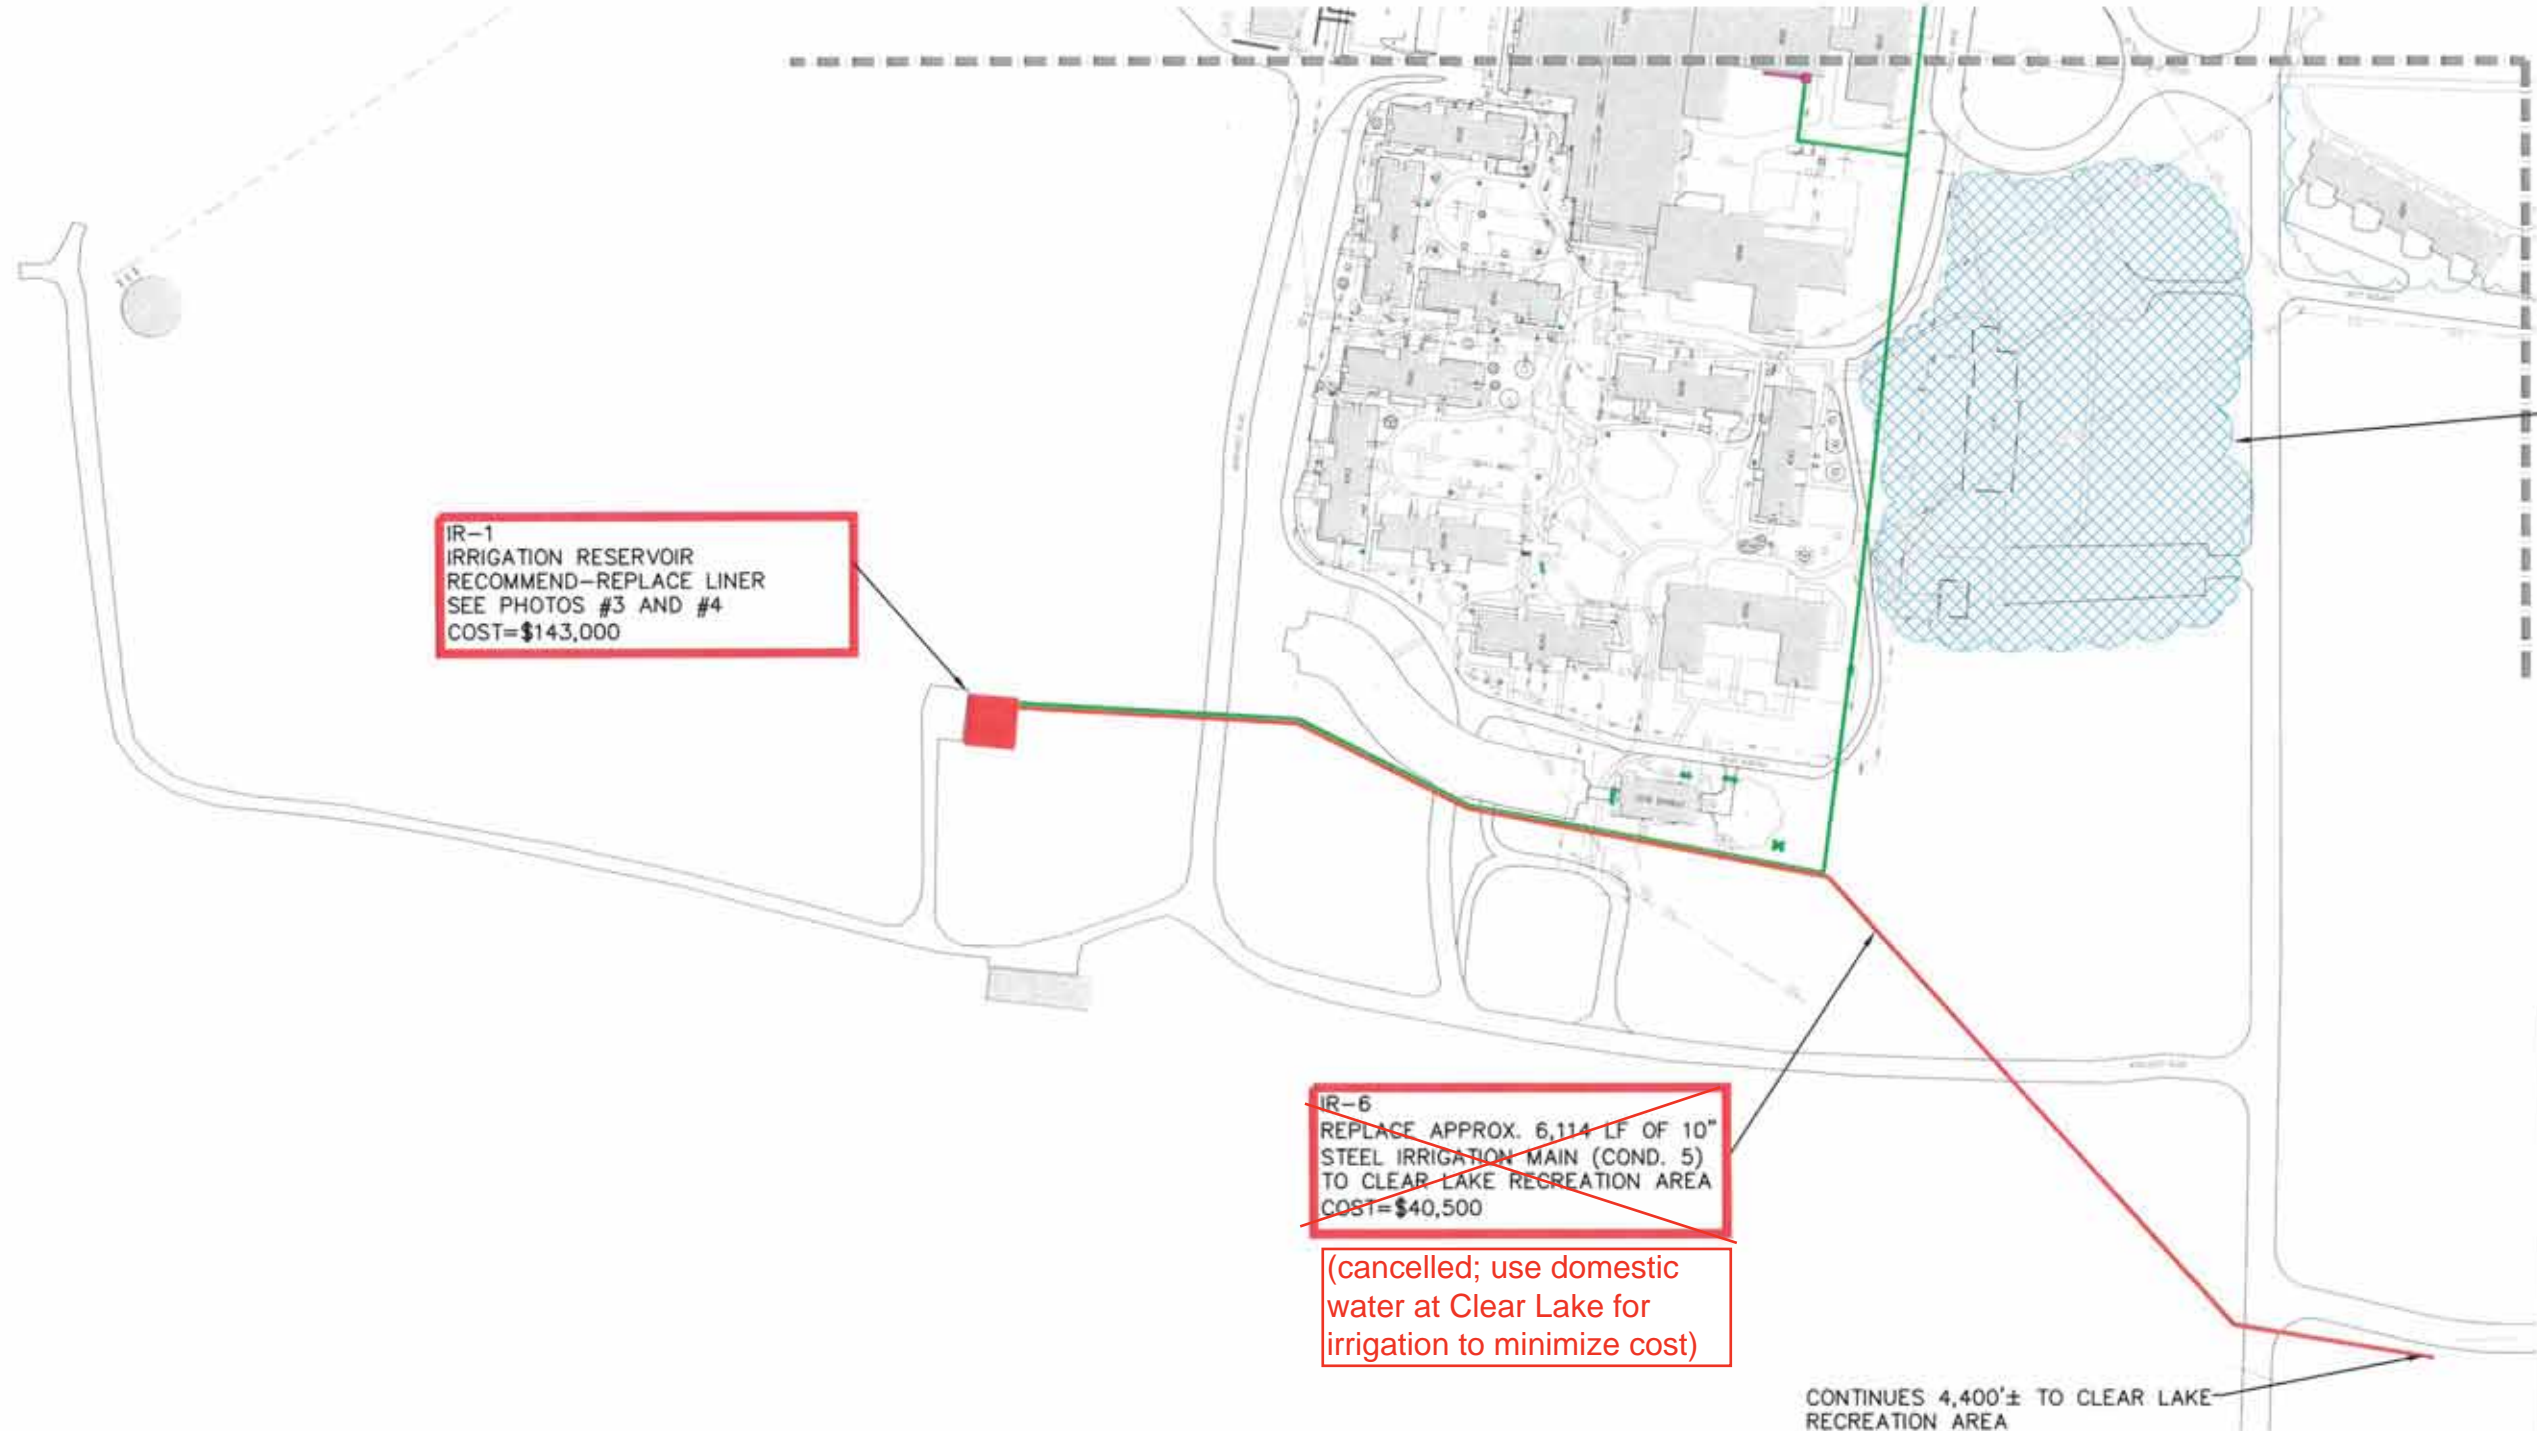 IR-1
IRRIGATION RESERVOIR
RECOMMEND-REPLACE LINER
SEE PHOTOS #3 AND #4
COST=$143,000
IR-6
REPLACE APPROX. 6,114 LF OF 10"
STEEL IRRIGATION MAIN (COND. 5)
TO CLEAR LAKE RECREATION AREA
COST=$40,500
(cancelled; use domestic
water at Clear Lake for
irrigation to minimize cost)
CONTINUES 4,400'± TO CLEAR LAKE
RECREATION AREA